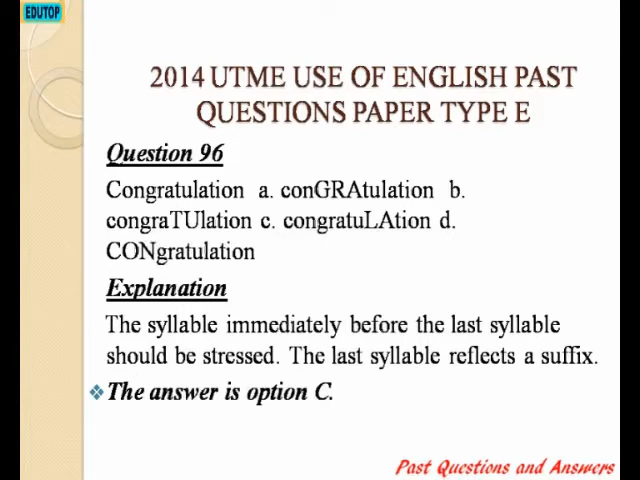 EDUTOP
2014 UTME USE OF ENGLISH PAST
QUESTIONS PAPER TYPE E
Question 96
Congratulation a. conGRAtulation b.
congraTUlation c. congratuLAtion d.
CONgratulation
Explanation
The syllable immediately before the last syllable
should be stressed. The last syllable reflects a suffix.
The answer is option C.
Past Questions and Answers